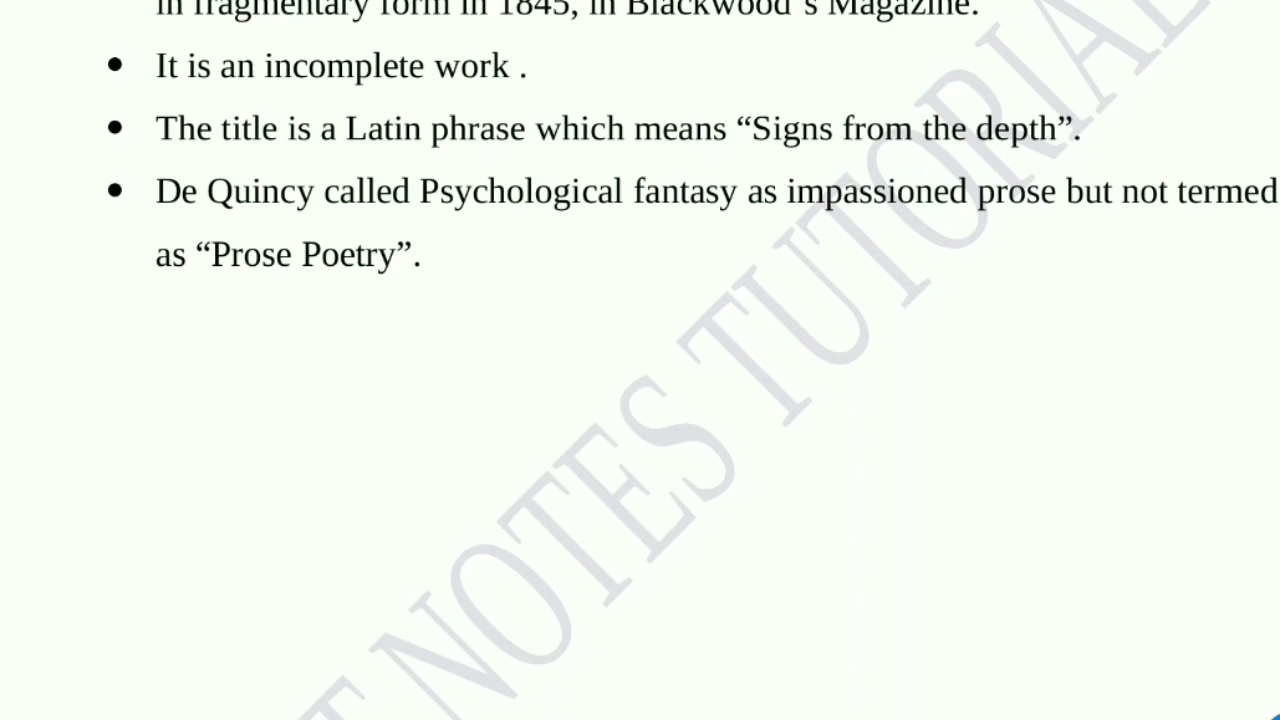 in fragmentary form in 1845, in Blackwood's Magazine.
• It is an incomplete work .
• The title is a Latin phrase which means “Signs from the depth”.
• De Quincy called Psychological fantasy as impassioned prose but not termed
as “Prose Poetry”.
NOTES TUTORIAL